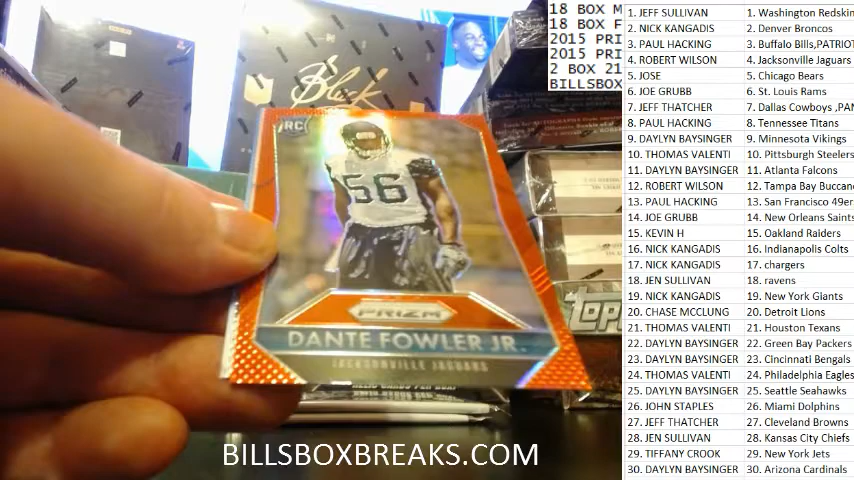 18 BOX M
18 BOX F
2015 PRI
2015 PRI
2 BOX 21
BILLSBOX
Black
RC
56
PRIZM
DANTE FOWLER JR.
JACKSONVILLE JAGUARS
TOPP
BILLSBOXBREAKS.COM
1. JEFF SULLIVAN 1. Washington Redskin
2. NICK KANGADIS 2. Denver Broncos
3. PAUL HACKING 3. Buffalo Bills,PATRIOT
4. ROBERT WILSON 4. Jacksonville Jaguars
5. JOSE 5. Chicago Bears
6. JOE GRUBB 6. St. Louis Rams
7. JEFF THATCHER 7. Dallas Cowboys ,PAN
8. PAUL HACKING 8. Tennessee Titans
9. DAYLYN BAYSINGER 9. Minnesota Vikings
10. THOMAS VALENTI 10. Pittsburgh Steelers
11. DAYLYN BAYSINGER 11. Atlanta Falcons
12. ROBERT WILSON 12. Tampa Bay Buccane
13. PAUL HACKING 13. San Francisco 49er
14. JOE GRUBB 14. New Orleans Saints
15. KEVIN H 15. Oakland Raiders
16. NICK KANGADIS 16. Indianapolis Colts
17. NICK KANGADIS 17. chargers
18. JEN SULLIVAN 18. ravens
19. NICK KANGADIS 19. New York Giants
20. CHASE MCCLUNG 20. Detroit Lions
21. THOMAS VALENTI 21. Houston Texans
22. DAYLYN BAYSINGER 22. Green Bay Packers
23. DAYLYN BAYSINGER 23. Cincinnati Bengals
24. THOMAS VALENTI 24. Philadelphia Eagles
25. DAYLYN BAYSINGER 25. Seattle Seahawks
26. JOHN STAPLES 26. Miami Dolphins
27. JEFF THATCHER 27. Cleveland Browns
28. JEN SULLIVAN 28. Kansas City Chiefs
29. TIFFANY CROOK 29. New York Jets
30. DAYLYN BAYSINGER 30. Arizona Cardinals